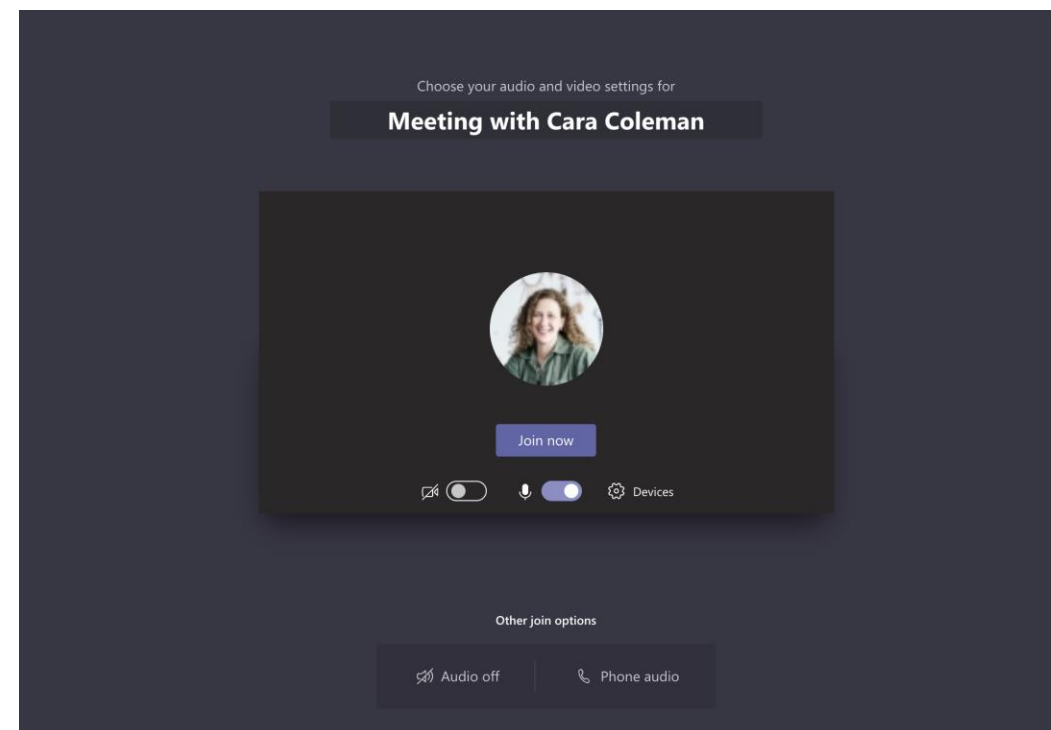 Choose your audio and video settings for
Meeting with Cara Coleman
Join now
Devices
Other join options
Audio off
Phone audio